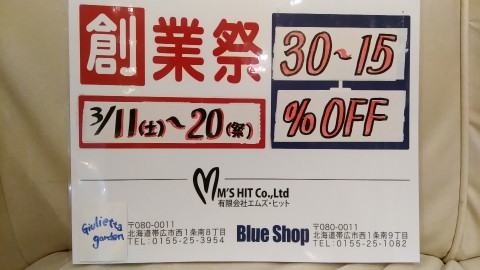 創業祭
30~15
3/11(土)~20(祭)
%OFF
M'S HIT Co.,Ltd
有限会社エムズ・ヒット
Giulietta
garden
〒080-0011
北海道帯広市西1条南8丁目
TEL:0155-25-3954
Blue Shop
〒080-0011
北海道帯広市西1条南9丁目
TEL:0155-25-1082